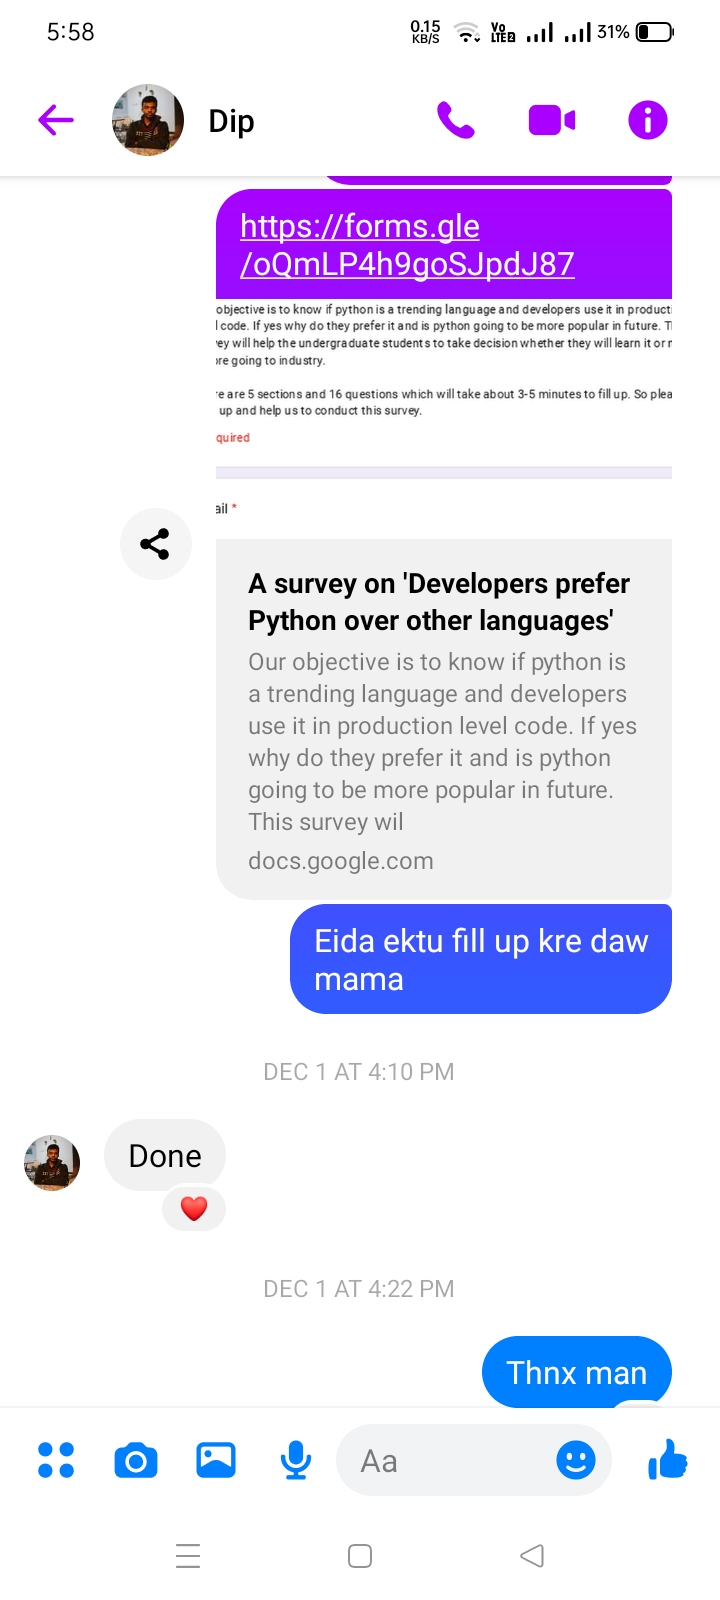 5:58
0.15
KB/S
Vo
LTE2
31%
Dip
https://forms.gle
/oQmLP4h9goSJpdJ87
objective is to know if python is a trending language and developers use it in product
l code. If yes why do they prefer it and is python going to be more popular in future. T
ey will help the undergraduate students to take decision whether they will learn it or
re going to industry.
e are 5 sections and 16 questions which will take about 3-5 minutes to fill up. So plea
up and help us to conduct this survey.
quired
ail *
A survey on 'Developers prefer
Python over other languages'
Our objective is to know if python is
a trending language and developers
use it in production level code. If yes
why do they prefer it and is python
going to be more popular in future.
This survey wil
docs.google.com
Eida ektu fill up kre daw
mama
DEC 1 AT 4:10 PM
Done
DEC 1 AT 4:22 PM
Thnx man
Aa